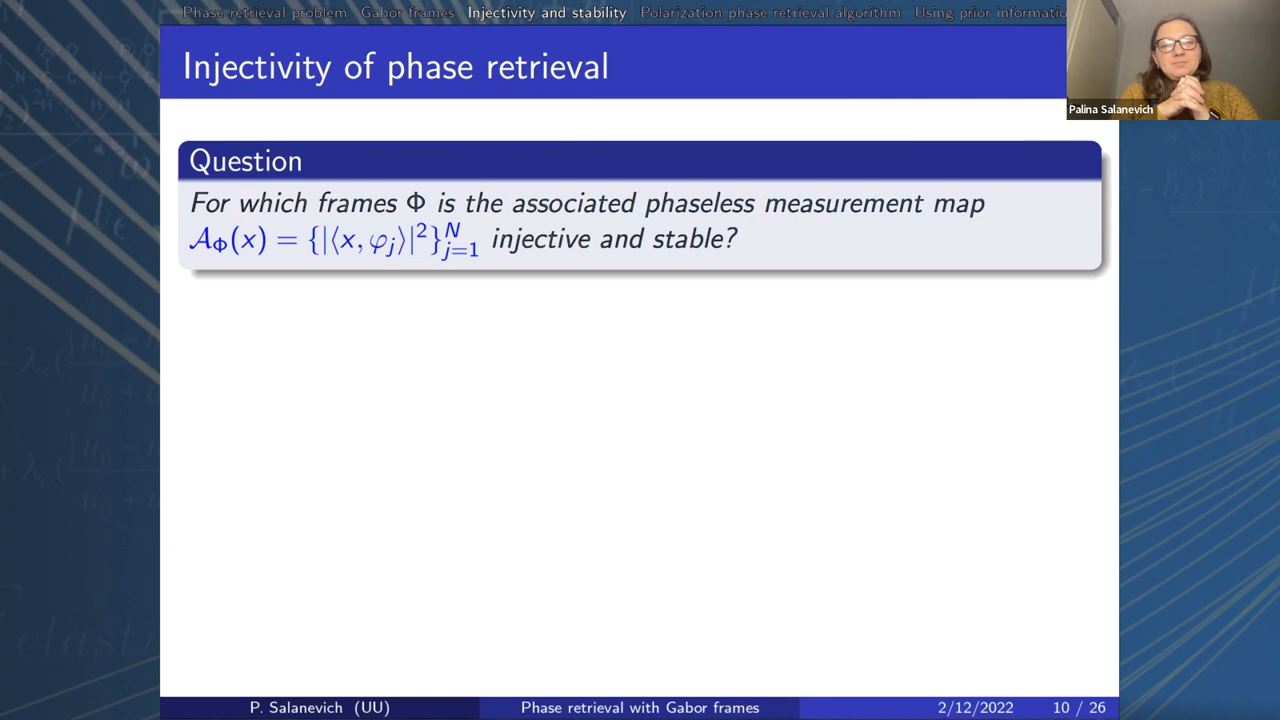 Phase retrieval problem Gabor frames Injectivity and stability Polarization phase retrieval algorithm Using prior informatio
Injectivity of phase retrieval
Palina Salanevich
Question
For which frames Φ is the associated phaseless measurement map
𝒜_Φ(x) = {|⟨x, φ_j⟩|²}_{j=1}^N injective and stable?
P. Salanevich (UU) Phase retrieval with Gabor frames 2/12/2022 10 / 26